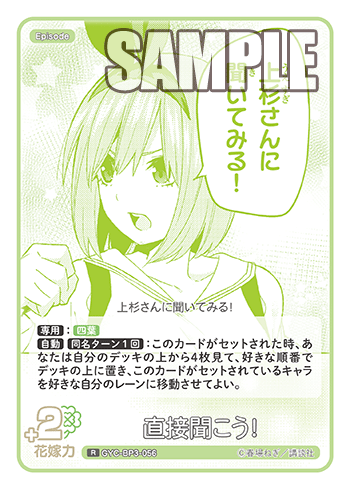 Episode
SAMPLE
上杉さんに
聞いてみる!
上杉さんに聞いてみる!
専用：四葉
自動 同名ターン1回：このカードがセットされた時、あ
なたは自分のデッキの上から4枚見て、好きな順番で
デッキの上に置き、このカードがセットされているキャラ
を好きな自分のレーンに移動させてよい。
+2
花嫁力
直接聞こう!
R GYC-BP3-056
©春場ねぎ／講談社